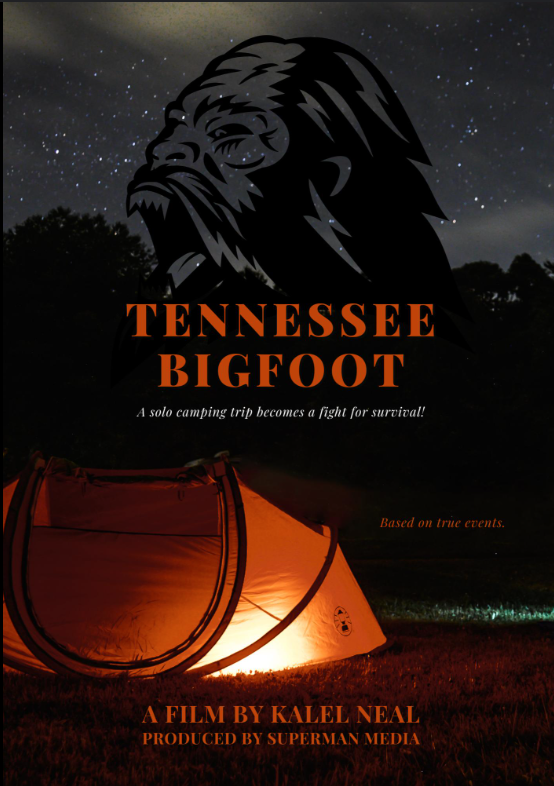 TENNESSEE
BIGFOOT
A solo camping trip becomes a fight for survival!
Based on true events.
A FILM BY KALEL NEAL
PRODUCED BY SUPERMAN MEDIA